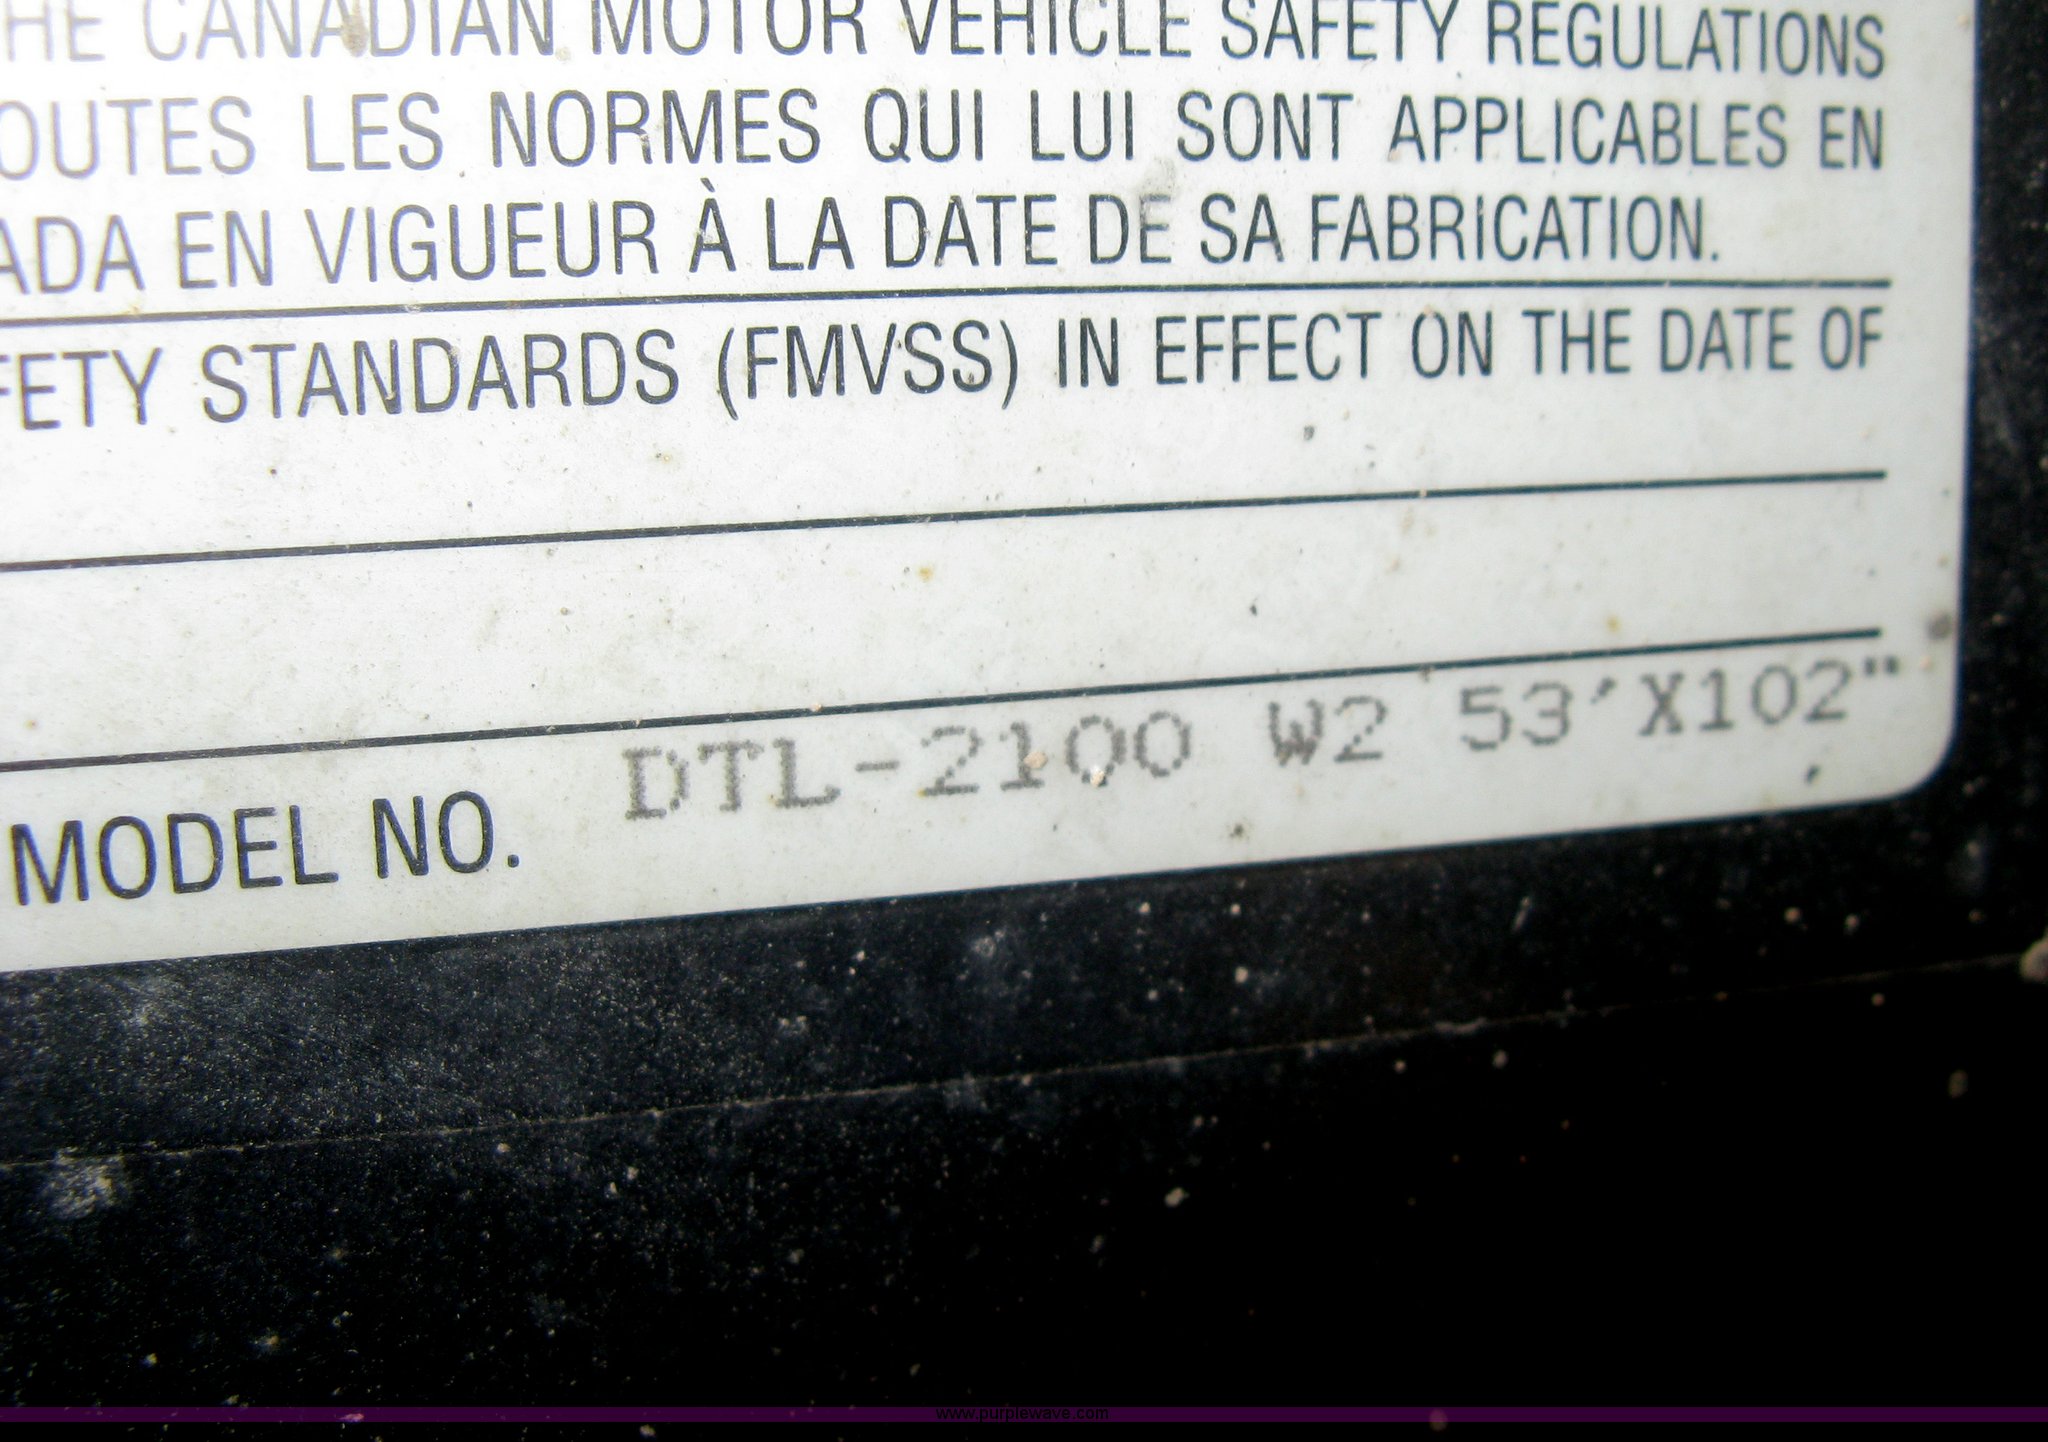 THE CANADIAN MOTOR VEHICLE SAFETY REGULATIONS
OUTES LES NORMES QUI LUI SONT APPLICABLES EN
ADA EN VIGUEUR À LA DATE DE SA FABRICATION.
FETY STANDARDS (FMVSS) IN EFFECT ON THE DATE OF
MODEL NO. DTL-2100 W2 53'X102"
www.purplewave.com